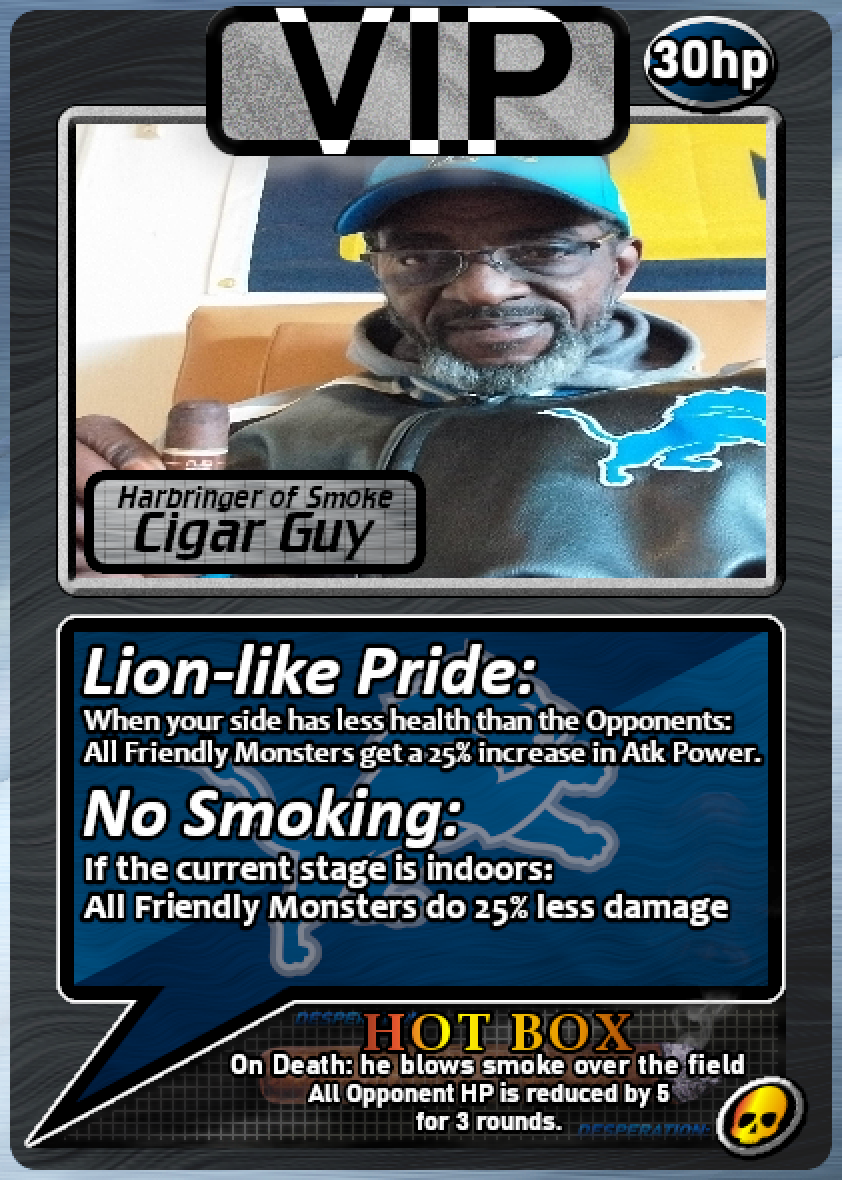 VIP
30hp
Harbringer of Smoke
Cigar Guy
Lion-like Pride:
When your side has less health than the Opponents:
All Friendly Monsters get a 25% increase in Atk Power.
No Smoking:
If the current stage is indoors:
All Friendly Monsters do 25% less damage
HOT BOX
On Death: he blows smoke over the field
All Opponent HP is reduced by 5
for 3 rounds.
DESPERATION: